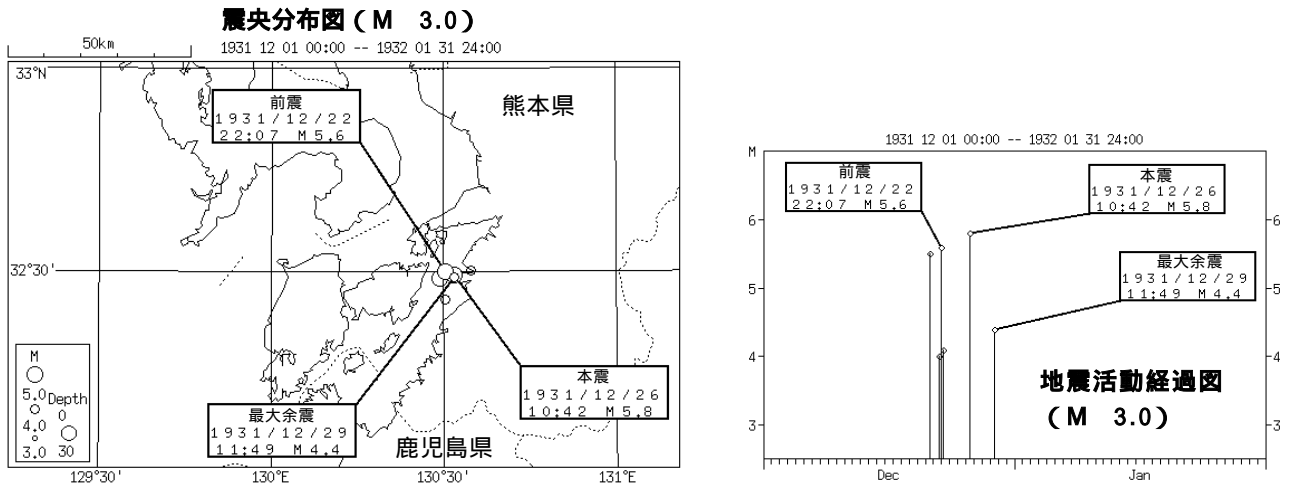 震央分布図（M　3.0）
50km
1931 12 01 00:00 -- 1932 01 31 24:00
33°N
前震
1931/12/22
22:07 M5.6
熊本県
32°30'
M
5.0
4.0
3.0
Depth
0
30
本震
1931/12/26
10:42 M5.8
最大余震
1931/12/29
11:49 M4.4
鹿児島県
129°30'
130°E
130°30'
131°E
1931 12 01 00:00 -- 1932 01 31 24:00
M
前震
1931/12/22
22:07 M5.6
本震
1931/12/26
10:42 M5.8
6
6
最大余震
1931/12/29
11:49 M4.4
5
5
4
4
地震活動経過図
（M　3.0）
3
3
Dec
Jan